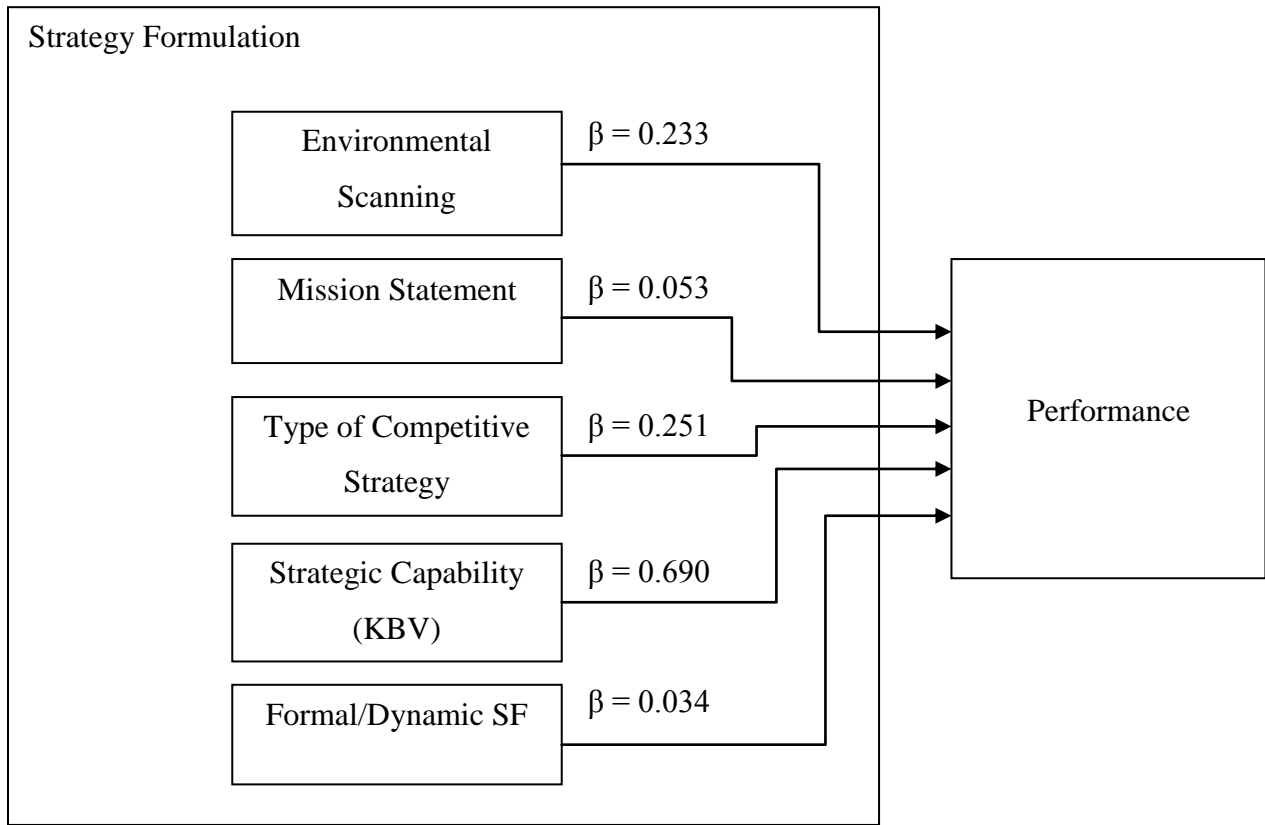 Strategy Formulation
Environmental
Scanning
β = 0.233
Mission Statement
β = 0.053
Type of Competitive
Strategy
β = 0.251
Strategic Capability
(KBV)
β = 0.690
Formal/Dynamic SF
β = 0.034
Performance